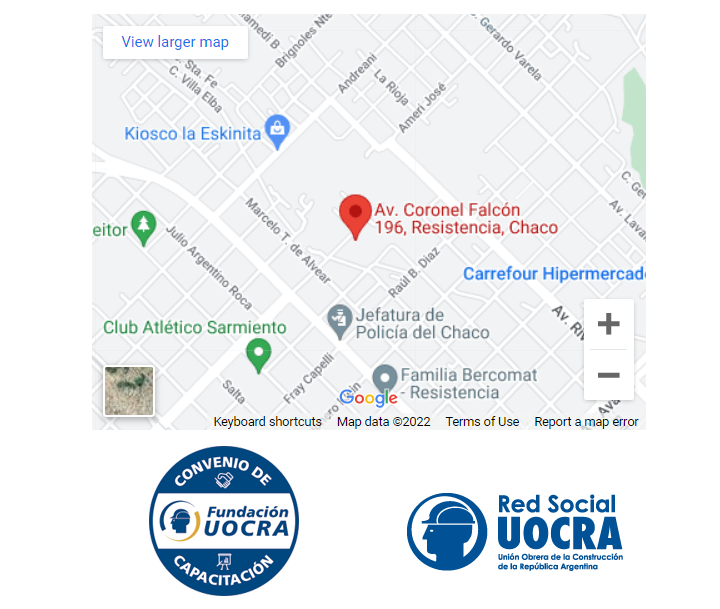 View larger map
Brignoles Nte
C. Gerardo Varela
Sta. Fe
C. Villa Elba
Andreani
La Rioja
Ameri José
Kiosco la Eskinita
Av. Coronel Falcón
196, Resistencia, Chaco
Marcelo T. de Alvear
eitor
Julio Argentino Roca
Raúl B. Díaz
Carrefour Hipermercado
Jefatura de
Policía del Chaco
Club Atlético Sarmiento
Salta
Fray Capelli
Familia Bercomat
- Resistencia
Google
Keyboard shortcuts
Map data ©2022
Terms of Use
Report a map error
CONVENIO DE
Fundación
UOCRA
CAPACITACIÓN
Red Social
UOCRA
Unión Obrera de la Construcción
de la República Argentina